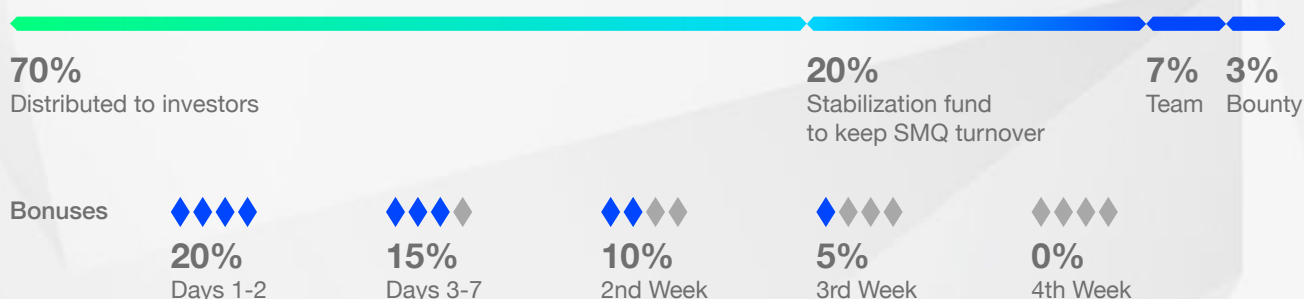 70%
Distributed to investors
20%
Stabilization fund
to keep SMQ turnover
7%
Team
3%
Bounty
Bonuses
20%
Days 1-2
15%
Days 3-7
10%
2nd Week
5%
3rd Week
0%
4th Week